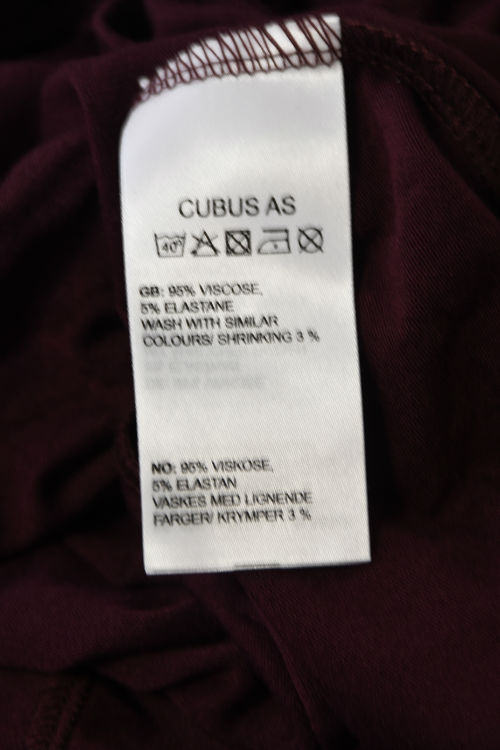 CUBUS AS
40°
GB: 95% VISCOSE,
5% ELASTANE
WASH WITH SIMILAR
COLOURS/ SHRINKING 3 %
NO: 95% VISKOSE,
5% ELASTAN
VASKES MED LIGNENDE
FARGER/ KRYMPER 3 %